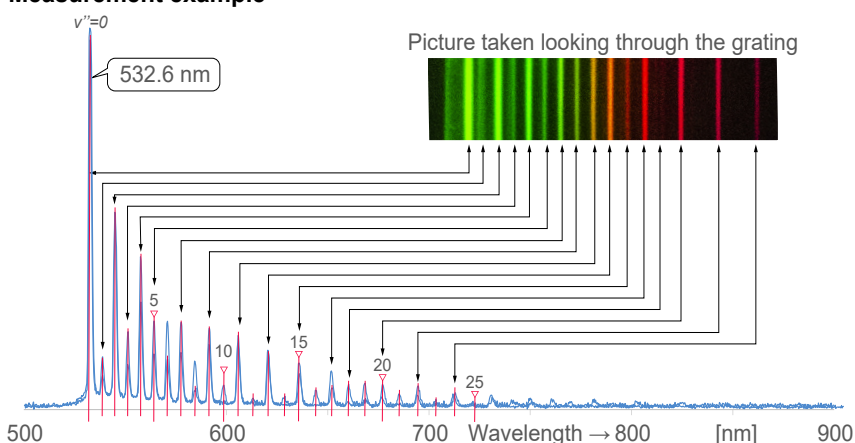 Measurement example
v''=0
Picture taken looking through the grating
532.6 nm
5
10
15
20
25
500
600
700
Wavelength → 800
[nm]
900